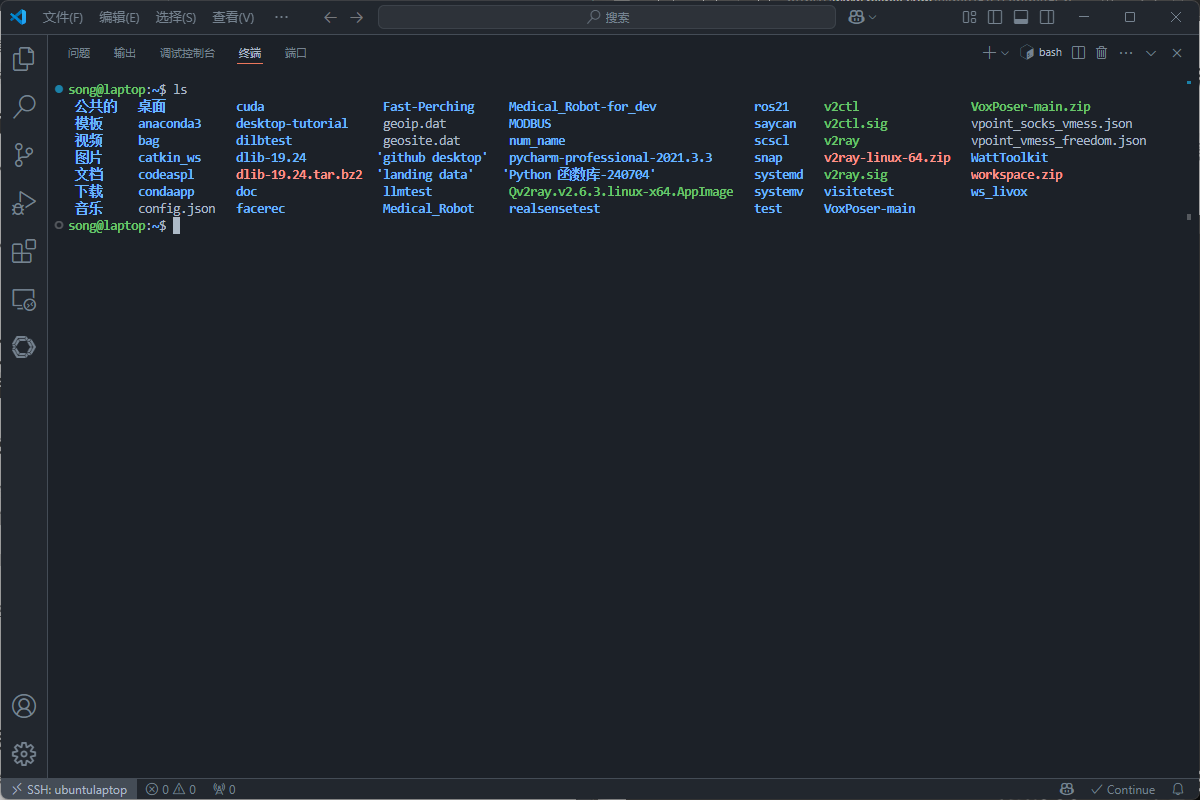 文件(F) 编辑(E) 选择(S) 查看(V) ··· 搜索
问题 输出 调试控制台 终端 端口 bash
song@laptop:~$ ls
公共的 桌面 cuda Fast-Perching Medical_Robot-for_dev ros21 v2ctl VoxPoser-main.zip
模板 anaconda3 desktop-tutorial geoip.dat MODBUS saycan v2ctl.sig vpoint_socks_vmess.json
视频 bag dilbtest geosite.dat num_name scscl v2ray vpoint_vmess_freedom.json
图片 catkin_ws dlib-19.24 'github desktop' pycharm-professional-2021.3.3 snap v2ray-linux-64.zip WattToolkit
文档 codeaspl dlib-19.24.tar.bz2 'landing data' 'Python 函数库-240704' systemd v2ray.sig workspace.zip
下载 condaapp doc llmtest Qv2ray.v2.6.3.linux-x64.AppImage systemv visitetest ws_livox
音乐 config.json facerec Medical_Robot realsensetest test VoxPoser-main
song@laptop:~$
SSH: ubuntulaptop 0 0 0 Continue